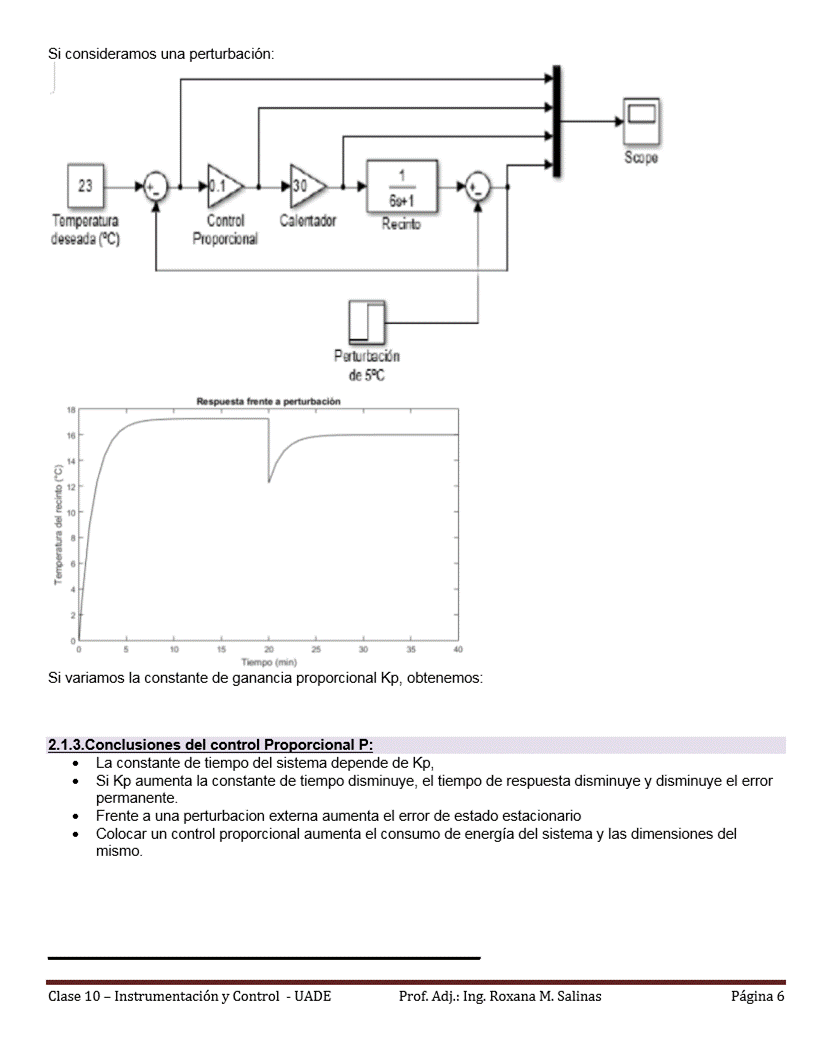 Si consideramos una perturbación:
Scope
23
+
-
0.1
30
1
6s+1
+
-
Temperatura
deseada (ºC)
Control
Proporcional
Calentador
Recinto
Perturbación
de 5ºC
Respuesta frente a perturbación
Temperatura del recinto (°C)
18
16
14
12
10
8
6
4
2
0
0 5 10 15 20 25 30 35 40
Tiempo (min)
Si variamos la constante de ganancia proporcional Kp, obtenemos:
2.1.3.Conclusiones del control Proporcional P:
• La constante de tiempo del sistema depende de Kp,
• Si Kp aumenta la constante de tiempo disminuye, el tiempo de respuesta disminuye y disminuye el error
permanente.
• Frente a una perturbacion externa aumenta el error de estado estacionario
• Colocar un control proporcional aumenta el consumo de energía del sistema y las dimensiones del
mismo.
Clase 10 – Instrumentación y Control - UADE Prof. Adj.: Ing. Roxana M. Salinas Página 6